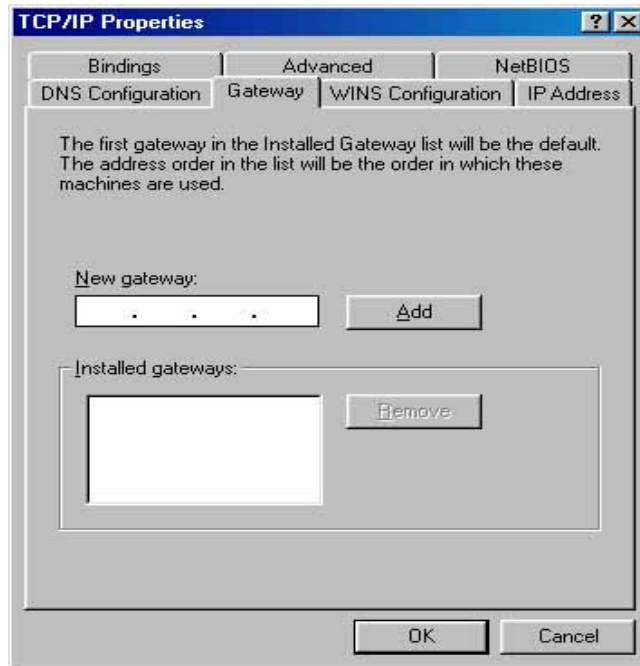 TCP/IP Properties
Bindings Advanced NetBIOS
DNS Configuration Gateway WINS Configuration IP Address
The first gateway in the Installed Gateway list will be the default.
The address order in the list will be the order in which these
machines are used.
New gateway:
. . .
Add
Installed gateways:
Remove
OK Cancel